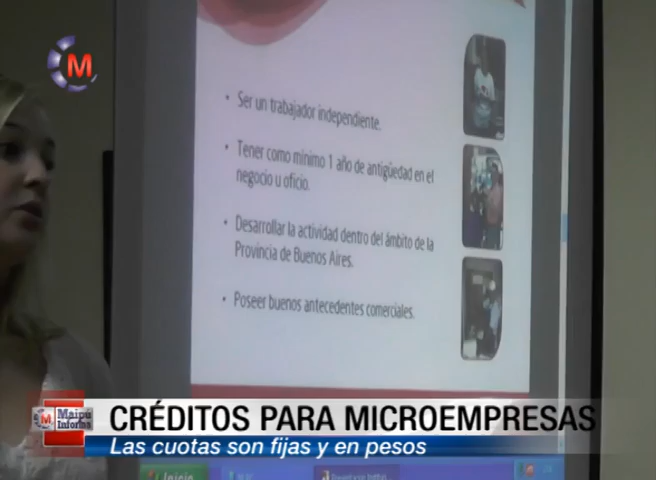 M
• Ser un trabajador independiente.
• Tener como mínimo 1 año de antigüedad en el
negocio u oficio.
• Desarrollar la actividad dentro del ámbito de la
Provincia de Buenos Aires.
• Poseer buenos antecedentes comerciales.
M Maipú
Informa
CRÉDITOS PARA MICROEMPRESAS
Las cuotas son fijas y en pesos
Inicio